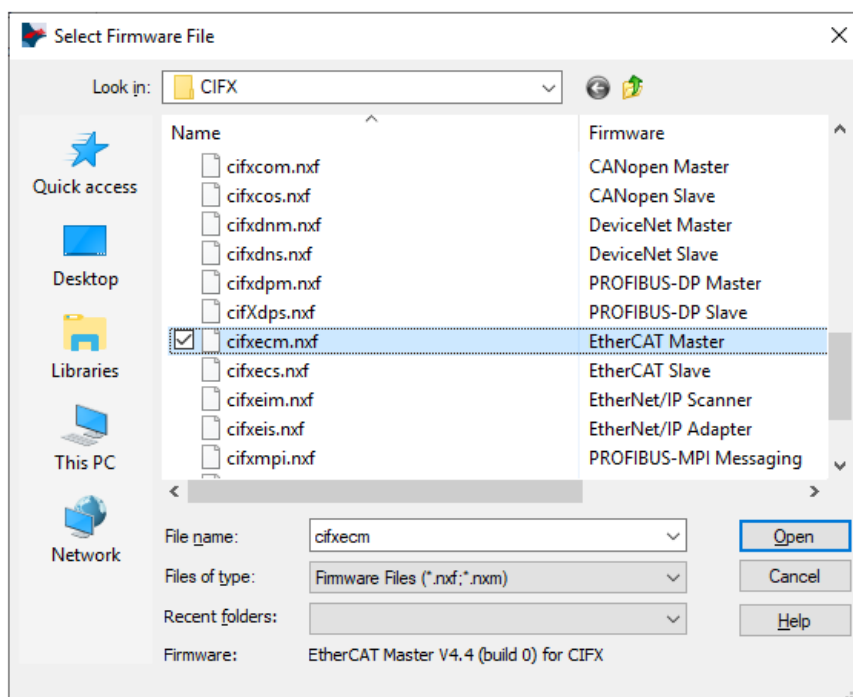 Select Firmware File
Look in: CIFX
Name Firmware
cifxcom.nxf CANopen Master
cifxcos.nxf CANopen Slave
cifxdnm.nxf DeviceNet Master
cifxdns.nxf DeviceNet Slave
cifxdpm.nxf PROFIBUS-DP Master
cifXdps.nxf PROFIBUS-DP Slave
cifxecm.nxf EtherCAT Master
cifxecs.nxf EtherCAT Slave
cifxeim.nxf EtherNet/IP Scanner
cifxeis.nxf EtherNet/IP Adapter
cifxmpi.nxf PROFIBUS-MPI Messaging
Quick access
Desktop
Libraries
This PC
Network
File name: cifxecm Open
Files of type: Firmware Files (*.nxf;*.nxm) Cancel
Recent folders: Help
Firmware: EtherCAT Master V4.4 (build 0) for CIFX